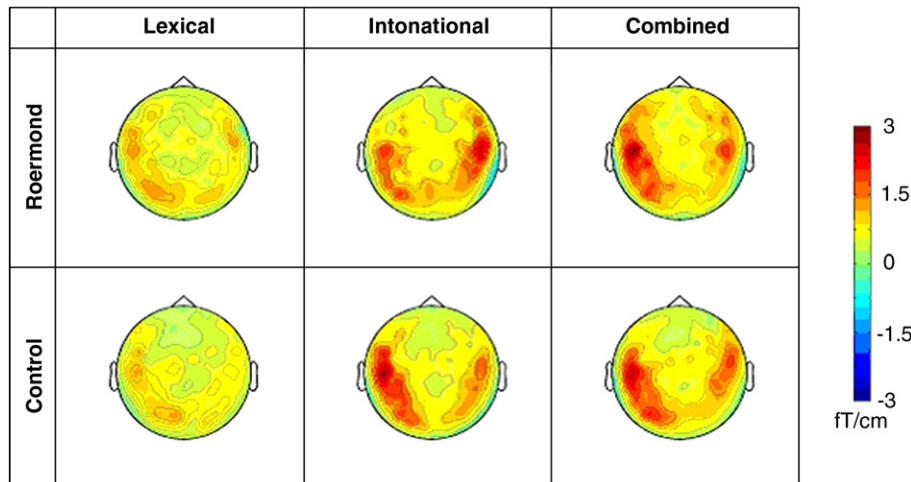 Lexical Intonational Combined
Roermond
Control
3
1.5
0
-1.5
-3
fT/cm